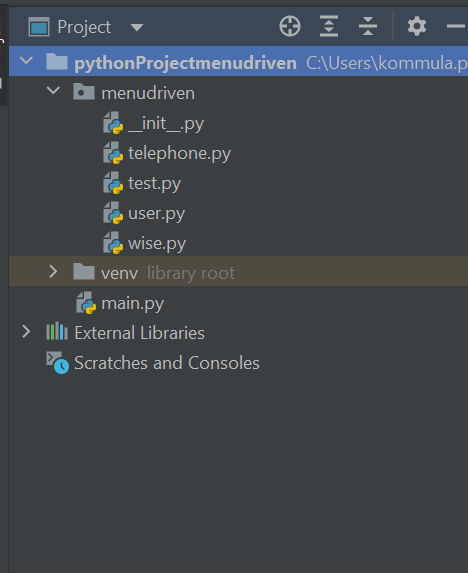 Project
pythonProjectmenudriven C:\Users\kommula.p
menudriven
__init__.py
telephone.py
test.py
user.py
wise.py
venv library root
main.py
External Libraries
Scratches and Consoles